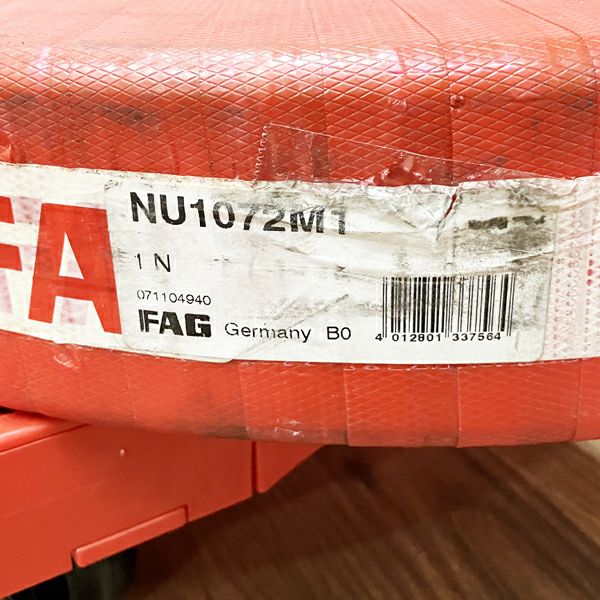 FA
NU1072M1
1 N
071104940
FAG Germany B0
4 012801 337564